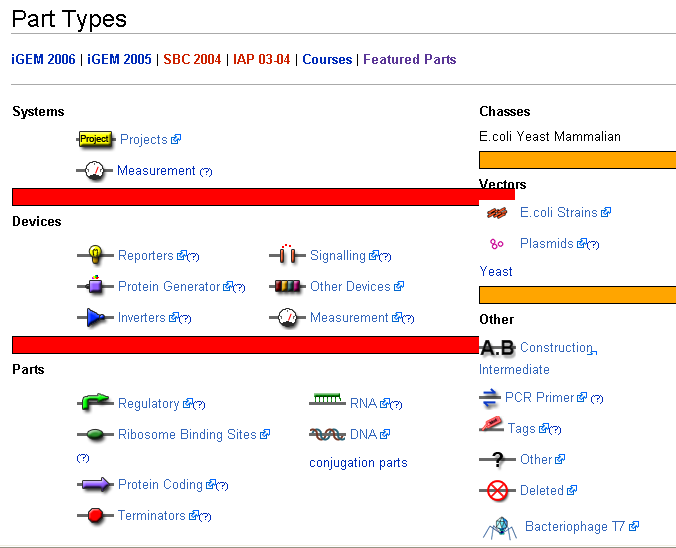 Part Types
iGEM 2006 | iGEM 2005 | SBC 2004 | IAP 03-04 | Courses | Featured Parts
Systems
Project Projects
Measurement (?)
Devices
Reporters (?)
Signalling (?)
Protein Generator (?)
Other Devices
Inverters (?)
Measurement (?)
Parts
Regulatory (?)
RNA (?)
Ribosome Binding Sites
(?)
DNA
conjugation parts
Protein Coding (?)
Terminators (?)
Chasses
E.coli Yeast Mammalian
Vectors
E.coli Strains
Plasmids (?)
Yeast
Other
A.B Construction
Intermediate
PCR Primer (?)
Tags (?)
? Other
Deleted
Bacteriophage T7